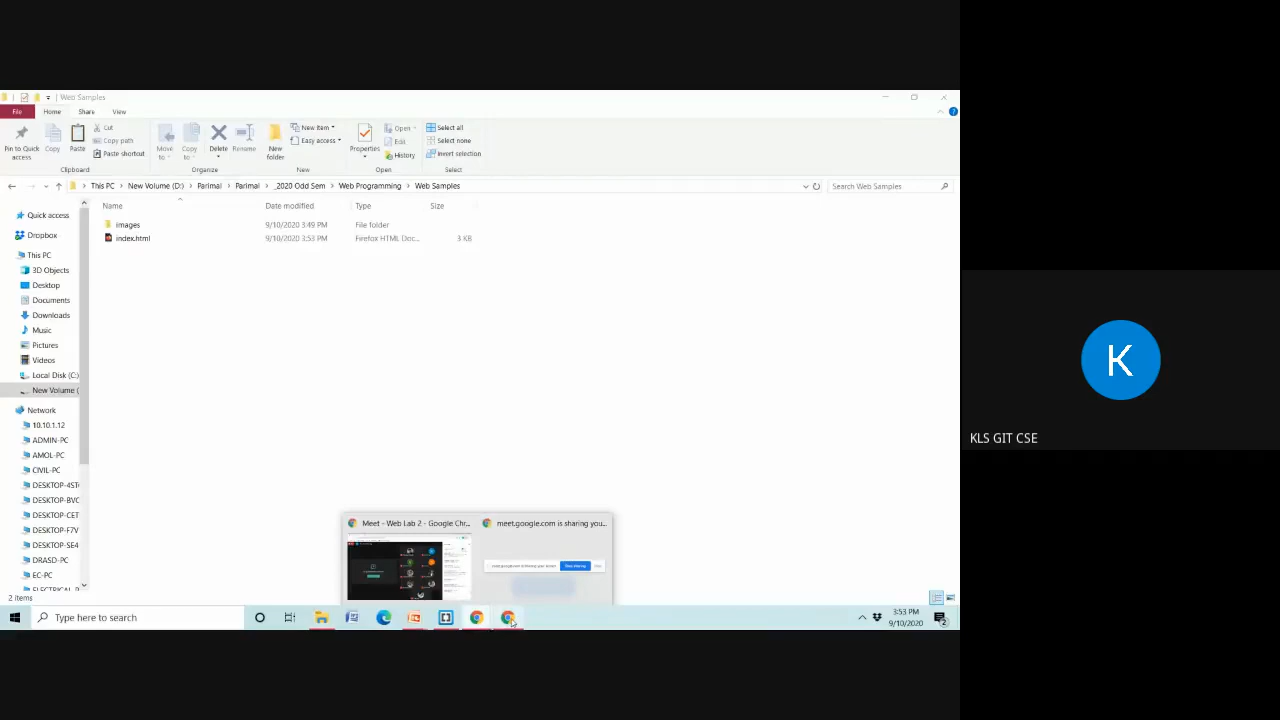 Web Samples
File Home Share View
Pin to Quick access Copy Paste Cut Copy path Paste shortcut Move to Copy to Delete Rename New folder New item Easy access Properties Open Edit History Select all Select none Invert selection
Clipboard Organize New Open Select
This PC New Volume (D:) Parimal Parimal _2020 Odd Sem Web Programming Web Samples Search Web Samples
Name Date modified Type Size
images 9/10/2020 3:49 PM File folder
index.html 9/10/2020 3:53 PM Firefox HTML Doc... 3 KB
Quick access
Dropbox
This PC
3D Objects
Desktop
Documents
Downloads
Music
Pictures
Videos
Local Disk (C:)
New Volume (
Network
10.10.1.12
ADMIN-PC
AMOL-PC
CIVIL-PC
DESKTOP-4ST
DESKTOP-BVC
DESKTOP-CET
DESKTOP-F7V
DESKTOP-SE4
DRASD-PC
EC-PC
2 items
Meet - Web Lab 2 - Google Chr... meet.google.com is sharing you...
Type here to search
3:53 PM
9/10/2020
2
K
KLS GIT CSE